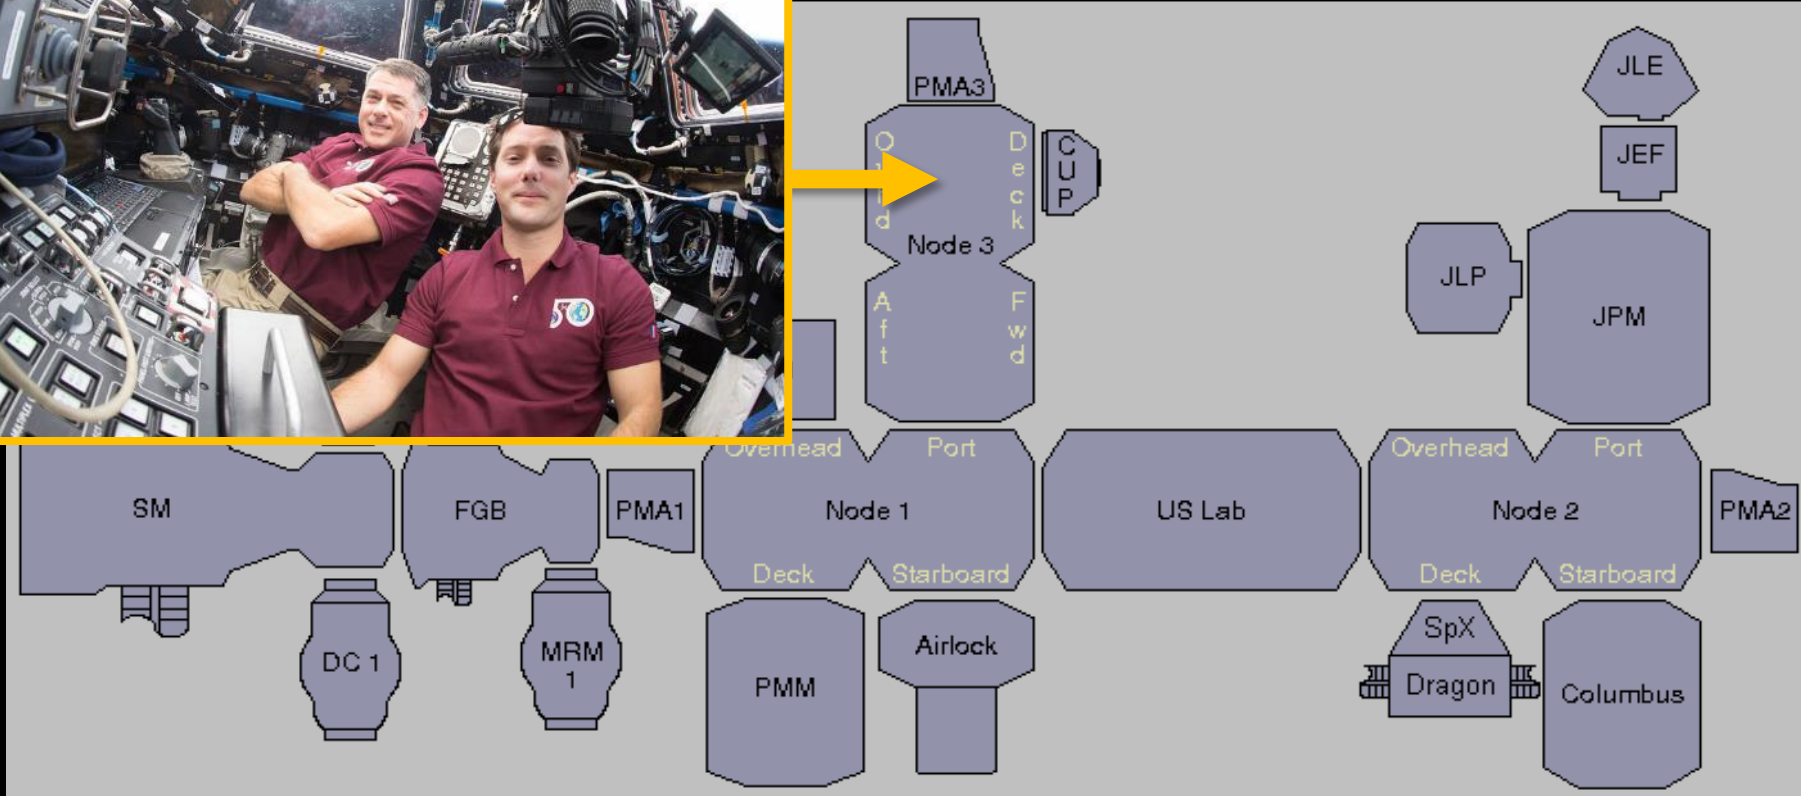 PMA3
O
v
h
d
D
e
c
k
C
U
P
Node 3
A
f
t
F
w
d
JLE
JEF
JLP
JPM
Overhead
Port
Overhead
Port
SM
FGB
PMA1
Node 1
US Lab
Node 2
PMA2
Deck
Starboard
Deck
Starboard
DC 1
MRM
1
PMM
Airlock
SpX
Dragon
Columbus
50